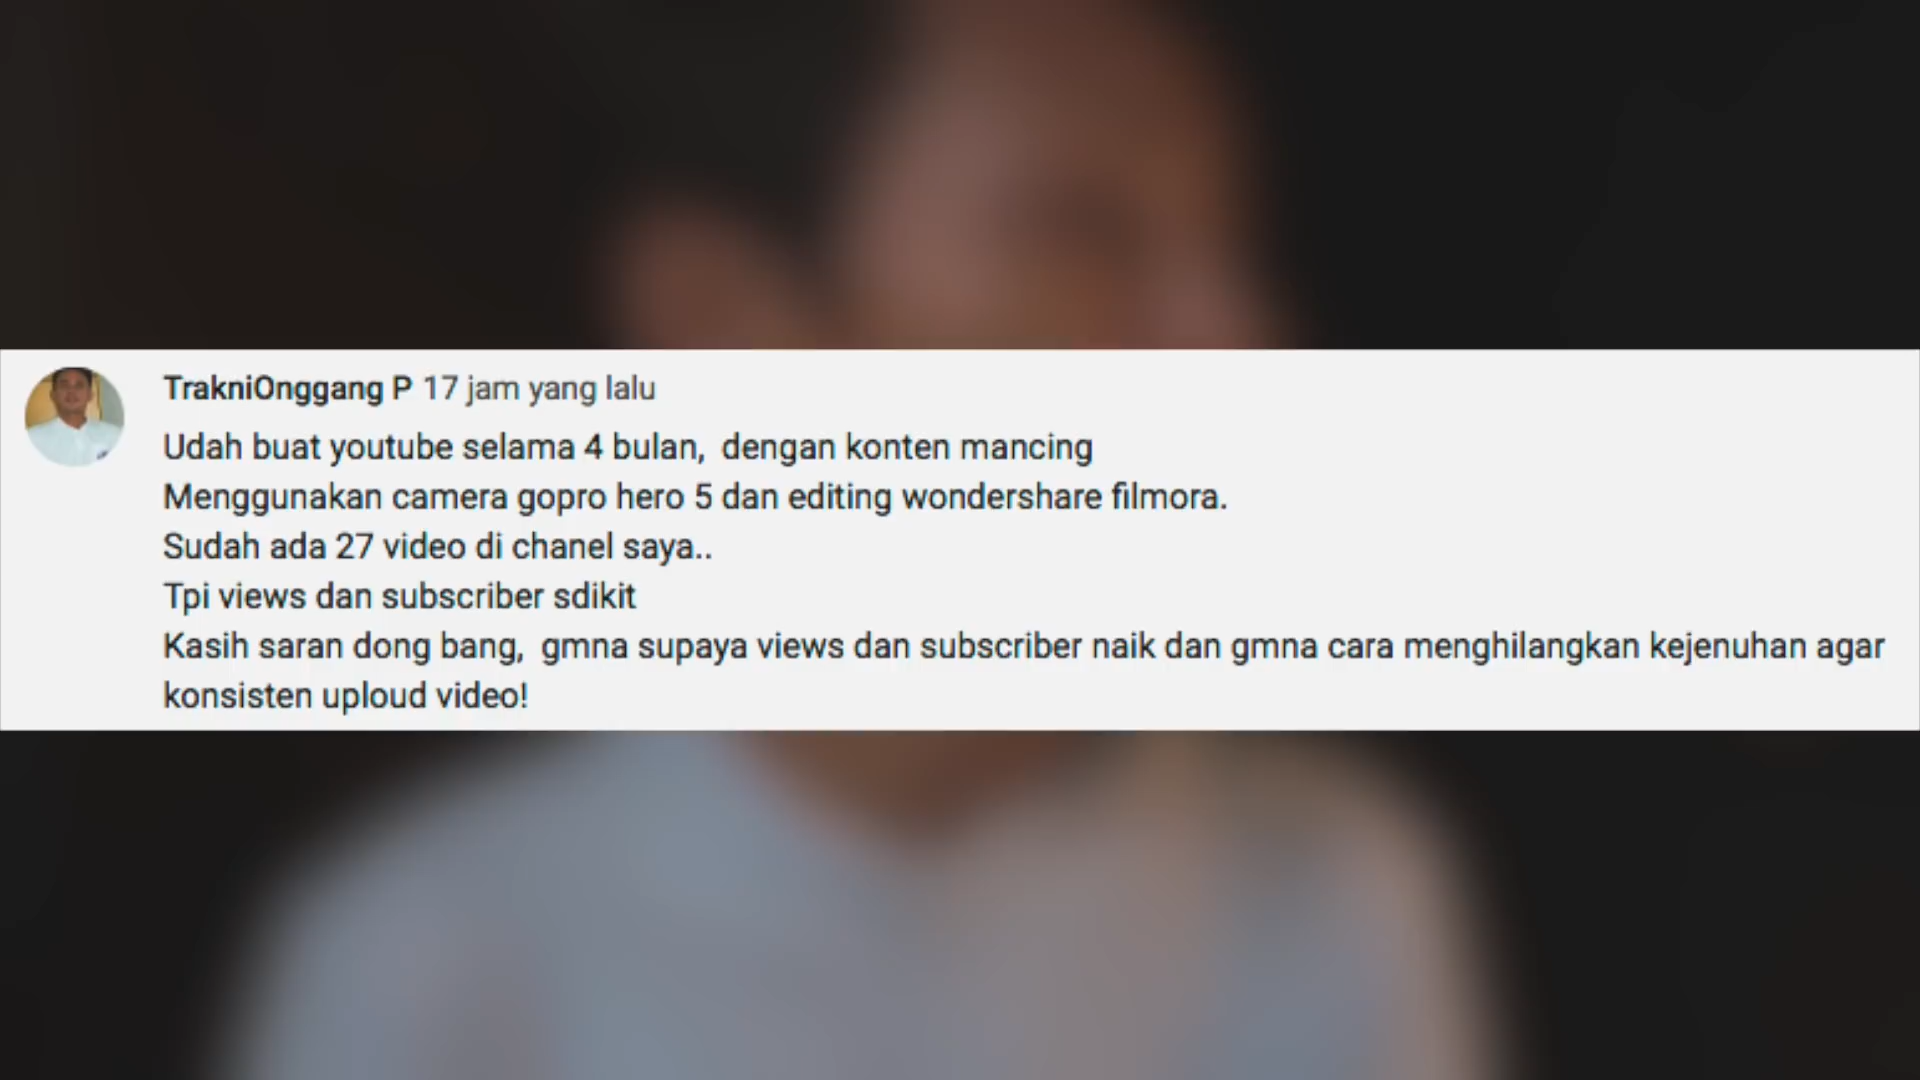 TrakniOnggang P 17 jam yang lalu
Udah buat youtube selama 4 bulan, dengan konten mancing
Menggunakan camera gopro hero 5 dan editing wondershare filmora.
Sudah ada 27 video di chanel saya..
Tpi views dan subscriber sdikit
Kasih saran dong bang, gmna supaya views dan subscriber naik dan gmna cara menghilangkan kejenuhan agar
konsisten uploud video!